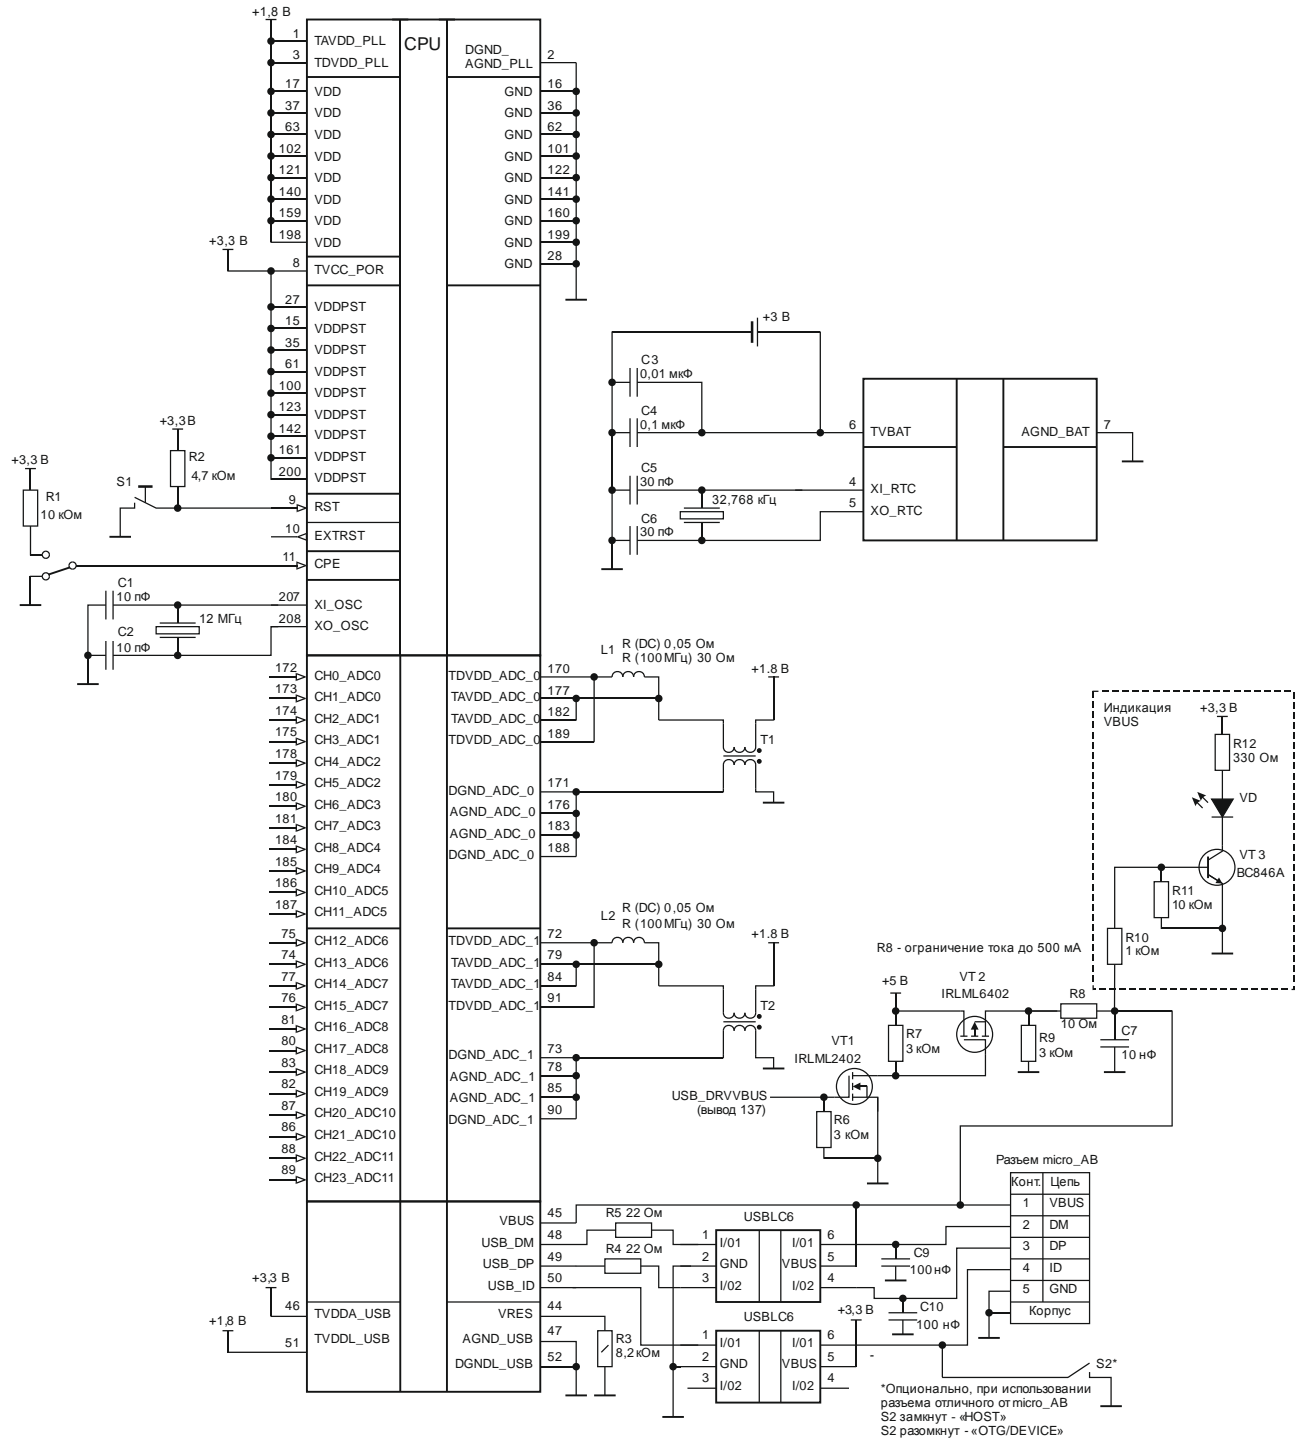 +1,8 В
CPU
1 TAVDD_PLL
3 TDVDD_PLL
DGND_
AGND_PLL 2
17 VDD
37 VDD
63 VDD
102 VDD
121 VDD
140 VDD
159 VDD
198 VDD
GND 16
GND 36
GND 62
GND 101
GND 122
GND 141
GND 160
GND 199
GND 28
+3,3 В
8 TVCC_POR
27 VDDPST
15 VDDPST
35 VDDPST
61 VDDPST
100 VDDPST
123 VDDPST
142 VDDPST
161 VDDPST
200 VDDPST
+3,3 В
R2
4,7 кОм
+3,3 В
R1
10 кОм
S1
9 RST
10 EXTRST
11 CPE
C1
10 пФ
C2
10 пФ
12 МГц
207 XI_OSC
208 XO_OSC
+3 В
C3
0,01 мкФ
C4
0,1 мкФ
C5
30 пФ
C6
30 пФ
32,768 кГц
6 TVBAT
AGND_BAT 7
4 XI_RTC
5 XO_RTC
172 CH0_ADC0
173 CH1_ADC0
174 CH2_ADC1
175 CH3_ADC1
178 CH4_ADC2
179 CH5_ADC2
180 CH6_ADC3
181 CH7_ADC3
184 CH8_ADC4
185 CH9_ADC4
186 CH10_ADC5
187 CH11_ADC5
TDVDD_ADC_0 170
TAVDD_ADC_0 177
TAVDD_ADC_0 182
TDVDD_ADC_0 189
DGND_ADC_0 171
AGND_ADC_0 176
AGND_ADC_0 183
DGND_ADC_0 188
L1
R (DC) 0,05 Ом
R (100МГц) 30 Ом
+1.8 В
T1
75 CH12_ADC6
74 CH13_ADC6
77 CH14_ADC7
76 CH15_ADC7
81 CH16_ADC8
80 CH17_ADC8
83 CH18_ADC9
82 CH19_ADC9
87 CH20_ADC10
86 CH21_ADC10
88 CH22_ADC11
89 CH23_ADC11
TDVDD_ADC_1 72
TAVDD_ADC_1 79
TAVDD_ADC_1 84
TDVDD_ADC_1 91
DGND_ADC_1 73
AGND_ADC_1 78
AGND_ADC_1 85
DGND_ADC_1 90
L2
R (DC) 0,05 Ом
R (100МГц) 30 Ом
+1.8 В
T2
Индикация
VBUS
+3,3 В
R12
330 Ом
VD
VT3
BC846A
R11
10 кОм
R10
1 кОм
R8 - ограничение тока до 500 мА
+5 В
VT2
IRLML6402
R8
10 Ом
R7
3 кОм
R9
3 кОм
C7
10 нФ
VT1
IRLML2402
USB_DRVVBUS
(вывод 137)
R6
3 кОм
Разъем micro_AB
Конт. Цепь
1 VBUS
2 DM
3 DP
4 ID
5 GND
Корпус
VBUS 45
USB_DM 48
USB_DP 49
USB_ID 50
R5 22 Ом
R4 22 Ом
USBLC6
1 I/01 I/01 6
2 GND VBUS 5
3 I/02 I/02 4
C9
100 нФ
C10
100 нФ
+3,3 В
46 TVDDA_USB
+1,8 В
51 TVDDL_USB
VRES 44
AGND_USB 47
DGNDL_USB 52
R3
8,2 кОм
USBLC6
+3,3 В
1 I/01 I/01 6
2 GND VBUS 5
3 I/02 I/02 4
-
S2*
*Опционально, при использовании
разъема отличного от micro_AB
S2 замкнут - «HOST»
S2 разомкнут - «OTG/DEVICE»